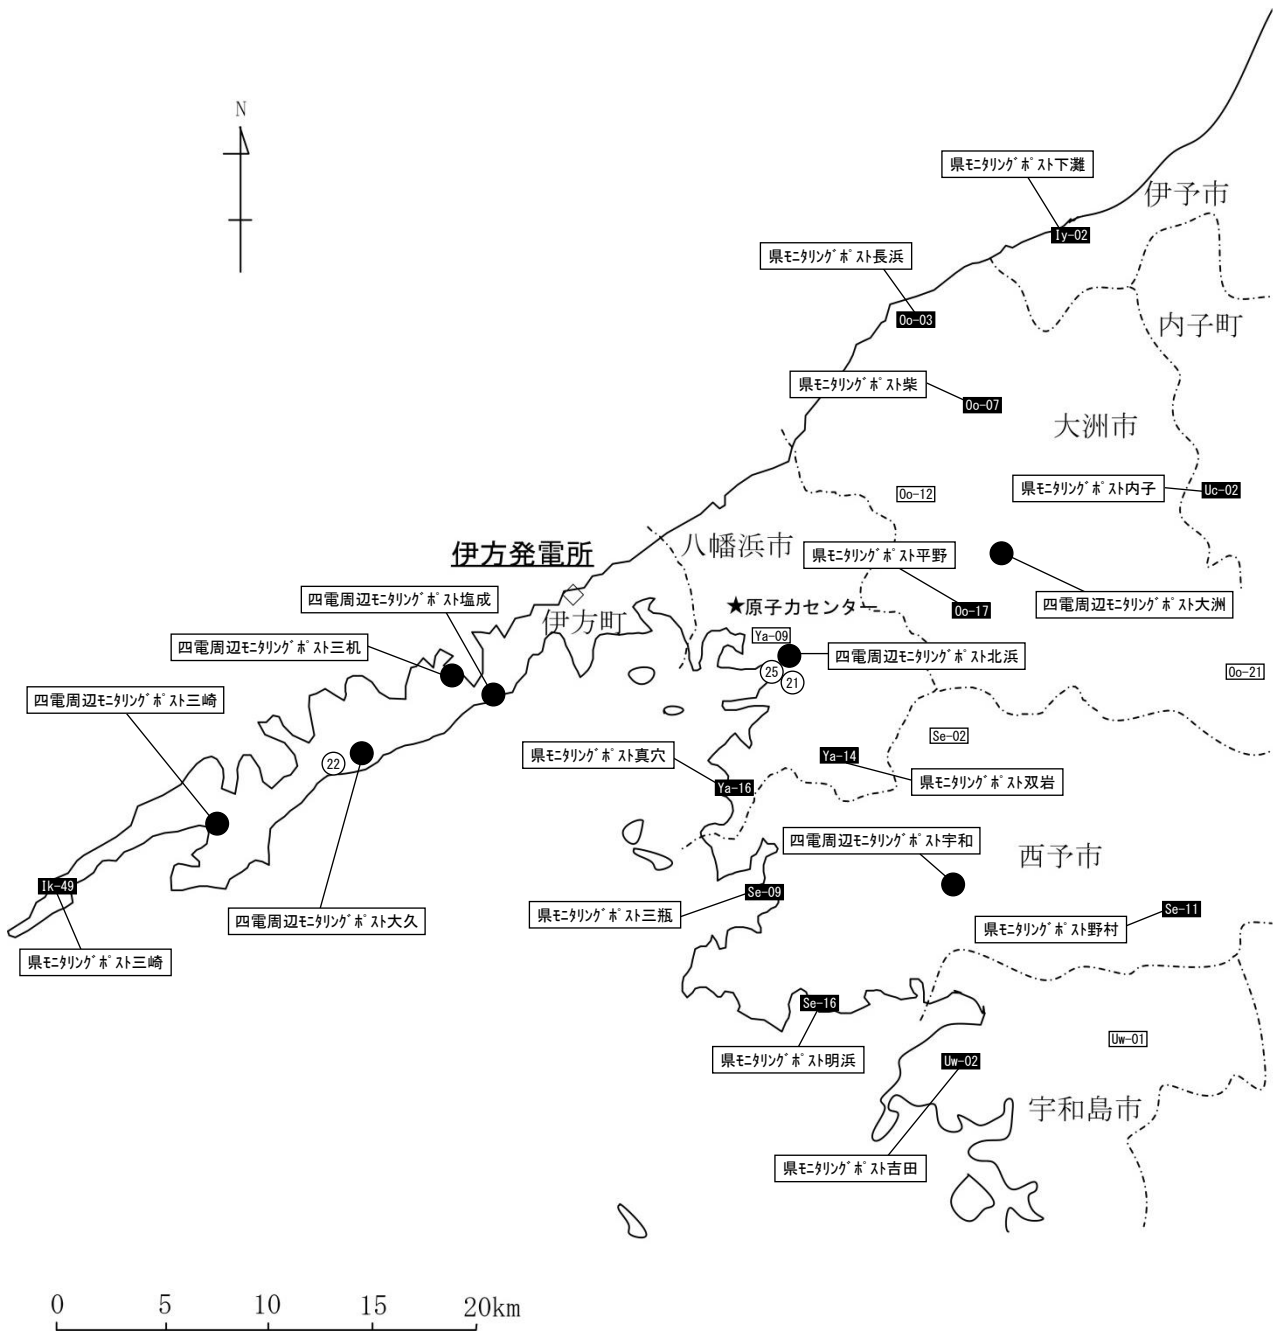 N
県ﾓﾆﾀﾘﾝｸﾞﾎﾟｽﾄ下灘
伊予市
Iy-02
県ﾓﾆﾀﾘﾝｸﾞﾎﾟｽﾄ長浜
Oo-03
内子町
県ﾓﾆﾀﾘﾝｸﾞﾎﾟｽﾄ柴
Oo-07
大洲市
県ﾓﾆﾀﾘﾝｸﾞﾎﾟｽﾄ内子
Uc-02
Oo-12
八幡浜市
伊方発電所
県ﾓﾆﾀﾘﾝｸﾞﾎﾟｽﾄ平野
四電周辺ﾓﾆﾀﾘﾝｸﾞﾎﾟｽﾄ塩成
四電周辺ﾓﾆﾀﾘﾝｸﾞﾎﾟｽﾄ大洲
★原子力センター
Oo-17
伊方町
Ya-09
四電周辺ﾓﾆﾀﾘﾝｸﾞﾎﾟｽﾄ三机
四電周辺ﾓﾆﾀﾘﾝｸﾞﾎﾟｽﾄ北浜
25
21
Oo-21
四電周辺ﾓﾆﾀﾘﾝｸﾞﾎﾟｽﾄ三崎
Se-02
県ﾓﾆﾀﾘﾝｸﾞﾎﾟｽﾄ真穴
Ya-14
22
県ﾓﾆﾀﾘﾝｸﾞﾎﾟｽﾄ双岩
Ya-16
四電周辺ﾓﾆﾀﾘﾝｸﾞﾎﾟｽﾄ宇和
西予市
Ik-49
Se-09
県ﾓﾆﾀﾘﾝｸﾞﾎﾟｽﾄ三瓶
Se-11
四電周辺ﾓﾆﾀﾘﾝｸﾞﾎﾟｽﾄ大久
県ﾓﾆﾀﾘﾝｸﾞﾎﾟｽﾄ野村
県ﾓﾆﾀﾘﾝｸﾞﾎﾟｽﾄ三崎
Se-16
Uw-01
県ﾓﾆﾀﾘﾝｸﾞﾎﾟｽﾄ明浜
Uw-02
宇和島市
県ﾓﾆﾀﾘﾝｸﾞﾎﾟｽﾄ吉田
0 5 10 15 20km